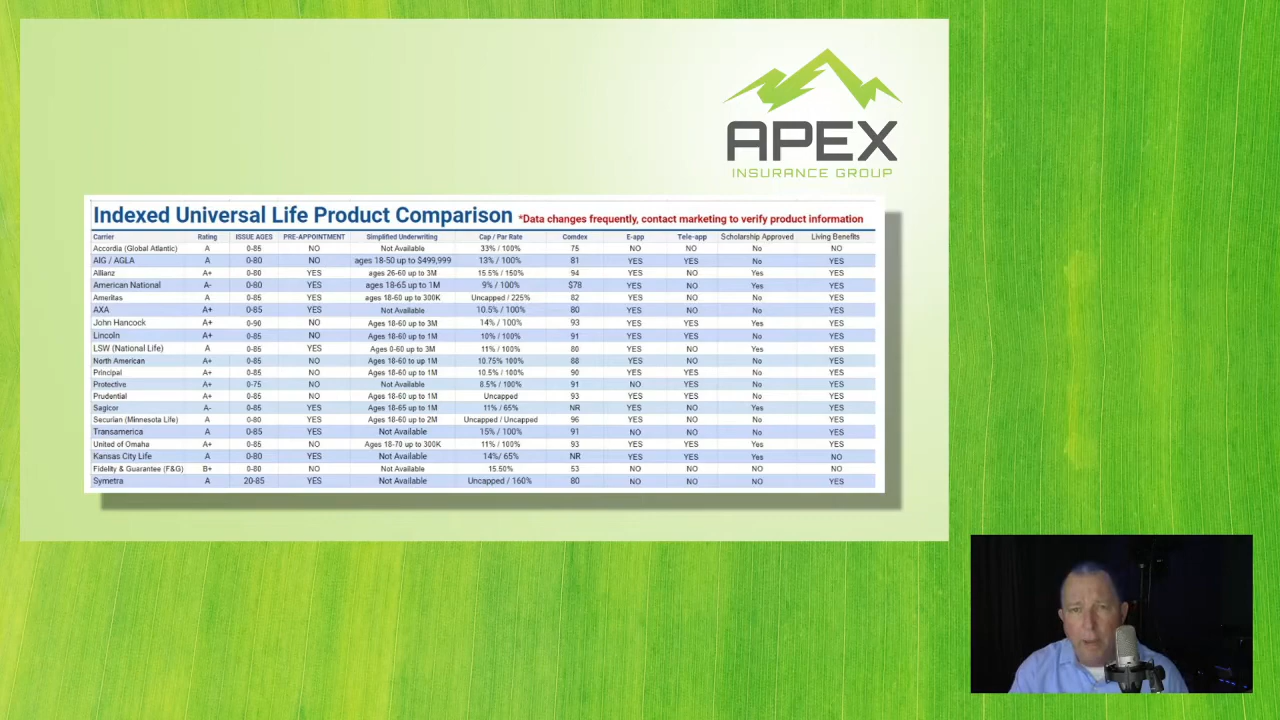 APEX
INSURANCE GROUP
Indexed Universal Life Product Comparison *Data changes frequently, contact marketing to verify product information
Carrier Rating ISSUE AGES PRE-APPOINTMENT Simplified Underwriting Cap / Par Rate Comdex E-app Tele-app Scholarship Approved Living Benefits
Accordia (Global Atlantic) A 0-85 NO Not Available 33% / 100% 75 NO NO No NO
AIG / AGLA A 0-80 NO ages 18-50 up to $499,999 13% / 100% 81 YES YES No YES
Allianz A+ 0-80 YES ages 26-60 up to 3M 15.5% / 150% 94 YES NO Yes YES
American National A- 0-80 YES ages 18-65 up to 1M 9% / 100% $78 YES NO Yes YES
Ameritas A 0-85 YES ages 18-60 up to 300K Uncapped / 225% 82 YES NO No YES
AXA A+ 0-85 YES Not Available 10.5% / 100% 80 YES NO No YES
John Hancock A+ 0-90 NO Ages 18-60 up to 3M 14% / 100% 93 YES YES Yes YES
Lincoln A+ 0-85 NO Ages 18-60 up to 1M 10% / 100% 91 YES YES No YES
LSW (National Life) A 0-85 YES Ages 0-60 up to 3M 11% / 100% 80 YES NO Yes YES
North American A+ 0-85 NO Ages 18-60 to up 1M 10.75% 100% 88 YES NO No YES
Principal A+ 0-85 NO Ages 18-60 up to 1M 10.5% / 100% 90 YES YES No YES
Protective A+ 0-75 NO Not Available 8.5% / 100% 91 NO YES No YES
Prudential A+ 0-85 NO Ages 18-60 up to 1M Uncapped 93 YES YES No YES
Sagicor A- 0-85 YES Ages 18-65 up to 1M 11% / 65% NR YES NO Yes YES
Securian (Minnesota Life) A 0-80 YES Ages 18-60 up to 2M Uncapped / Uncapped 96 YES NO No YES
Transamerica A 0-85 YES Not Available 15% / 100% 91 NO NO No YES
United of Omaha A+ 0-85 NO Ages 18-70 up to 300K 11% / 100% 93 YES YES Yes YES
Kansas City Life A 0-80 YES Not Available 14%/ 65% NR YES YES Yes NO
Fidelity & Guarantee (F&G) B+ 0-80 NO Not Available 15.50% 53 NO NO NO NO
Symetra A 20-85 YES Not Available Uncapped / 160% 80 NO NO NO YES